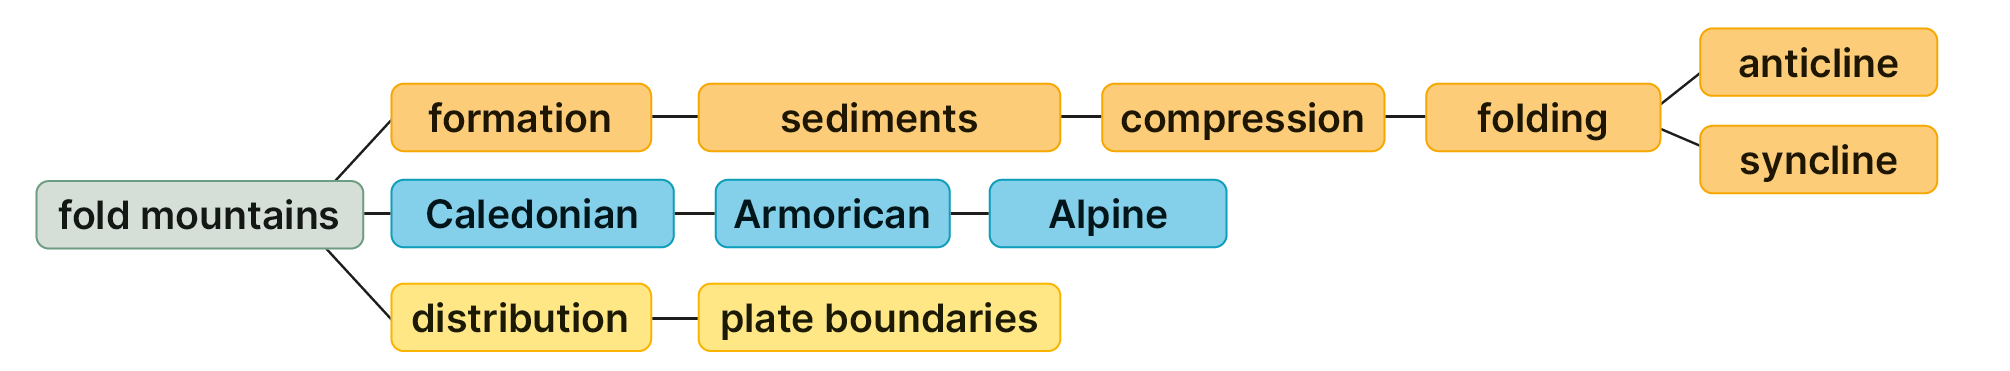 fold mountains
formation
sediments
compression
folding
anticline
syncline
Caledonian
Armorican
Alpine
distribution
plate boundaries